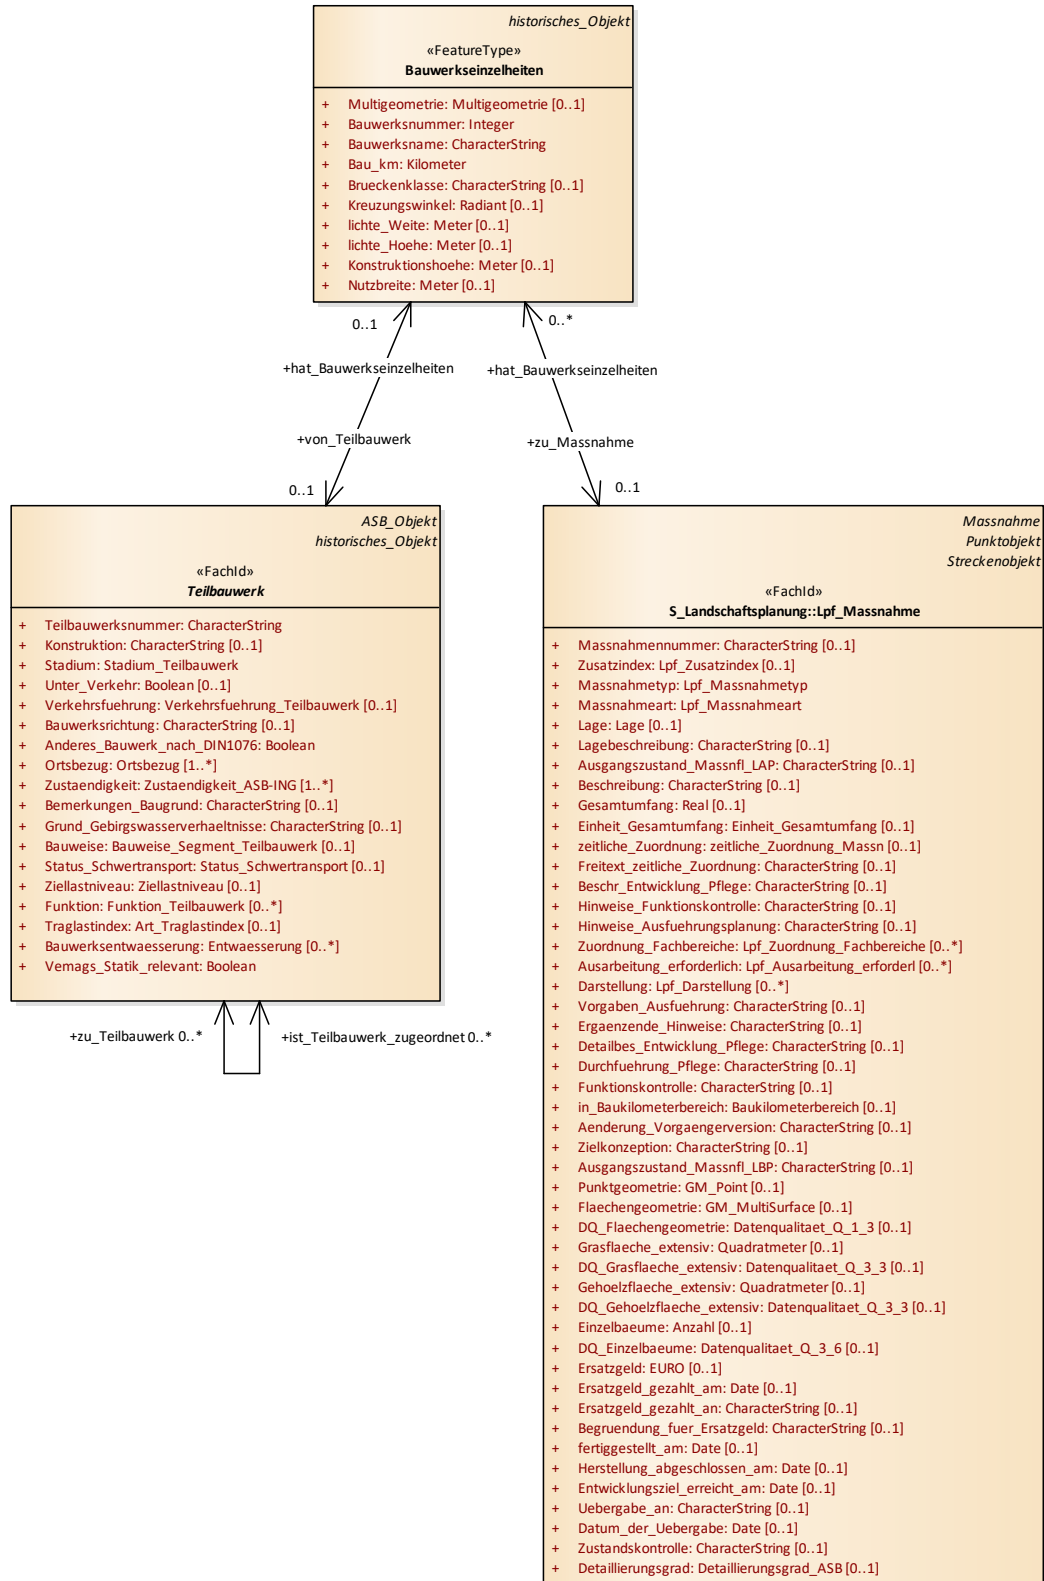 historisches_Objekt
«FeatureType»
Bauwerkseinzelheiten
+ Multigeometrie: Multigeometrie [0..1]
+ Bauwerksnummer: Integer
+ Bauwerksname: CharacterString
+ Bau_km: Kilometer
+ Brueckenklasse: CharacterString [0..1]
+ Kreuzungswinkel: Radiant [0..1]
+ lichte_Weite: Meter [0..1]
+ lichte_Hoehe: Meter [0..1]
+ Konstruktionshoehe: Meter [0..1]
+ Nutzbreite: Meter [0..1]
0..1
0..*
+hat_Bauwerkseinzelheiten
+hat_Bauwerkseinzelheiten
+von_Teilbauwerk
+zu_Massnahme
0..1
0..1
ASB_Objekt
historisches_Objekt
«FachId»
Teilbauwerk
+ Teilbauwerksnummer: CharacterString
+ Konstruktion: CharacterString [0..1]
+ Stadium: Stadium_Teilbauwerk
+ Unter_Verkehr: Boolean [0..1]
+ Verkehrsfuehrung: Verkehrsfuehrung_Teilbauwerk [0..1]
+ Bauwerksrichtung: CharacterString [0..1]
+ Anderes_Bauwerk_nach_DIN1076: Boolean
+ Ortsbezug: Ortsbezug [1..*]
+ Zustaendigkeit: Zustaendigkeit_ASB-ING [1..*]
+ Bemerkungen_Baugrund: CharacterString [0..1]
+ Grund_Gebirgswasserverhaeltnisse: CharacterString [0..1]
+ Bauweise: Bauweise_Segment_Teilbauwerk [0..1]
+ Status_Schwertransport: Status_Schwertransport [0..1]
+ Ziellastniveau: Ziellastniveau [0..1]
+ Funktion: Funktion_Teilbauwerk [0..*]
+ Traglastindex: Art_Traglastindex [0..1]
+ Bauwerksentwaesserung: Entwaesserung [0..*]
+ Vemags_Statik_relevant: Boolean
+zu_Teilbauwerk 0..*
+ist_Teilbauwerk_zugeordnet 0..*
Massnahme
Punktobjekt
Streckenobjekt
«FachId»
S_Landschaftsplanung::Lpf_Massnahme
+ Massnahmennummer: CharacterString [0..1]
+ Zusatzindex: Lpf_Zusatzindex [0..1]
+ Massnahmetyp: Lpf_Massnahmetyp
+ Massnahmeart: Lpf_Massnahmeart
+ Lage: Lage [0..1]
+ Lagebeschreibung: CharacterString [0..1]
+ Ausgangszustand_Massnfl_LAP: CharacterString [0..1]
+ Beschreibung: CharacterString [0..1]
+ Gesamtumfang: Real [0..1]
+ Einheit_Gesamtumfang: Einheit_Gesamtumfang [0..1]
+ zeitliche_Zuordnung: zeitliche_Zuordnung_Massn [0..1]
+ Freitext_zeitliche_Zuordnung: CharacterString [0..1]
+ Beschr_Entwicklung_Pflege: CharacterString [0..1]
+ Hinweise_Funktionskontrolle: CharacterString [0..1]
+ Hinweise_Ausfuehrungsplanung: CharacterString [0..1]
+ Zuordnung_Fachbereiche: Lpf_Zuordnung_Fachbereiche [0..*]
+ Ausarbeitung_erforderlich: Lpf_Ausarbeitung_erforderl [0..*]
+ Darstellung: Lpf_Darstellung [0..*]
+ Vorgaben_Ausfuehrung: CharacterString [0..1]
+ Ergaenzende_Hinweise: CharacterString [0..1]
+ Detailbes_Entwicklung_Pflege: CharacterString [0..1]
+ Durchfuehrung_Pflege: CharacterString [0..1]
+ Funktionskontrolle: CharacterString [0..1]
+ in_Baukilometerbereich: Baukilometerbereich [0..1]
+ Aenderung_Vorgaengerversion: CharacterString [0..1]
+ Zielkonzeption: CharacterString [0..1]
+ Ausgangszustand_Massnfl_LBP: CharacterString [0..1]
+ Punktgeometrie: GM_Point [0..1]
+ Flaechengeometrie: GM_MultiSurface [0..1]
+ DQ_Flaechengeometrie: Datenqualitaet_Q_1_3 [0..1]
+ Grasflaeche_extensiv: Quadratmeter [0..1]
+ DQ_Grasflaeche_extensiv: Datenqualitaet_Q_3_3 [0..1]
+ Gehoelzflaeche_extensiv: Quadratmeter [0..1]
+ DQ_Gehoelzflaeche_extensiv: Datenqualitaet_Q_3_3 [0..1]
+ Einzelbaeume: Anzahl [0..1]
+ DQ_Einzelbaeume: Datenqualitaet_Q_3_6 [0..1]
+ Ersatzgeld: EURO [0..1]
+ Ersatzgeld_gezahlt_am: Date [0..1]
+ Ersatzgeld_gezahlt_an: CharacterString [0..1]
+ Begruendung_fuer_Ersatzgeld: CharacterString [0..1]
+ fertiggestellt_am: Date [0..1]
+ Herstellung_abgeschlossen_am: Date [0..1]
+ Entwicklungsziel_erreicht_am: Date [0..1]
+ Uebergabe_an: CharacterString [0..1]
+ Datum_der_Uebergabe: Date [0..1]
+ Zustandskontrolle: CharacterString [0..1]
+ Detaillierungsgrad: Detaillierungsgrad_ASB [0..1]